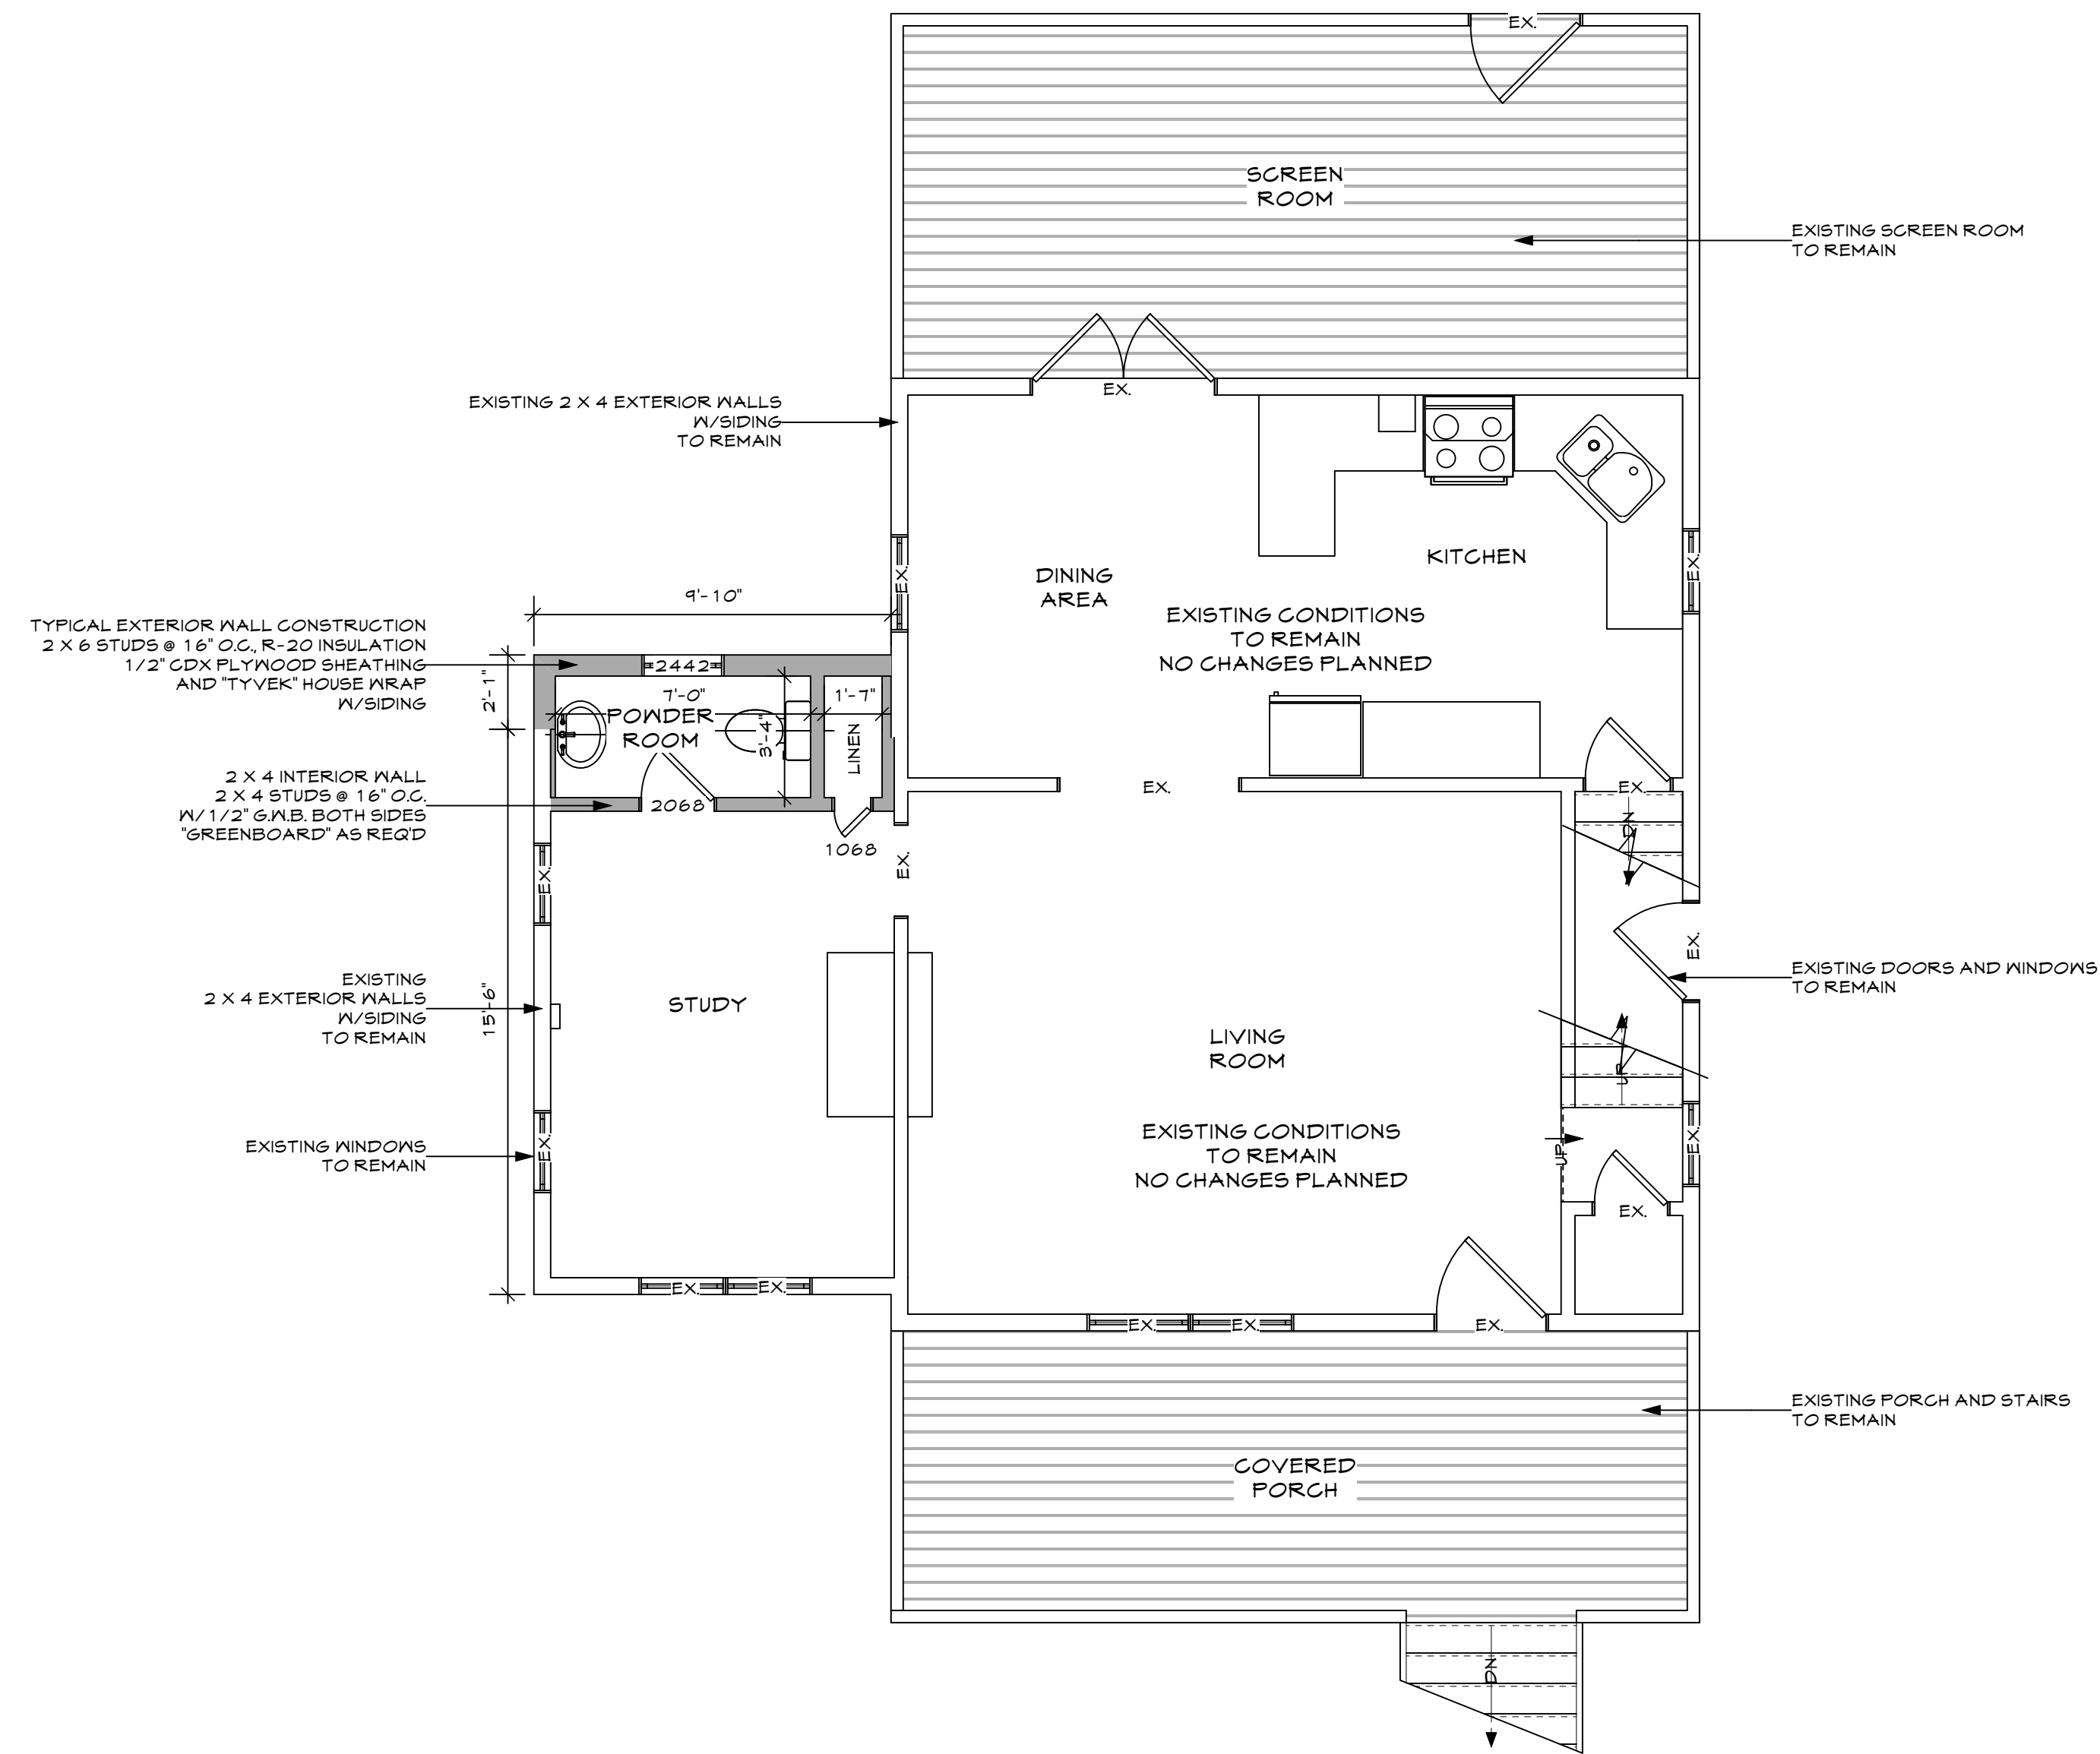 EX.
SCREEN
ROOM
EXISTING SCREEN ROOM
TO REMAIN
EX.
EXISTING 2 X 4 EXTERIOR WALLS
W/SIDING
TO REMAIN
KITCHEN
DINING
AREA
EX.
EX.
9'-10"
EXISTING CONDITIONS
TO REMAIN
NO CHANGES PLANNED
TYPICAL EXTERIOR WALL CONSTRUCTION
2 X 6 STUDS @ 16" O.C., R-20 INSULATION
1/2" CDX PLYWOOD SHEATHING
AND "TYVEK" HOUSE WRAP
W/SIDING
2'-1"
2442
7'-0"
1'-7"
POWDER
ROOM
3'-4"
LINEN
2 X 4 INTERIOR WALL
2 X 4 STUDS @ 16" O.C.
W/ 1/2" G.W.B. BOTH SIDES
"GREENBOARD" AS REQ'D
2068
1068
EX.
EX.
EX.
DN
EX.
EX.
EXISTING DOORS AND WINDOWS
TO REMAIN
EXISTING
2 X 4 EXTERIOR WALLS
W/SIDING
TO REMAIN
15'-6"
STUDY
LIVING
ROOM
UP
EXISTING CONDITIONS
TO REMAIN
NO CHANGES PLANNED
EXISTING WINDOWS
TO REMAIN
EX.
UP
EX.
EX.
EX.
EX.
EX.
EX.
EX.
EXISTING PORCH AND STAIRS
TO REMAIN
COVERED
PORCH
DN